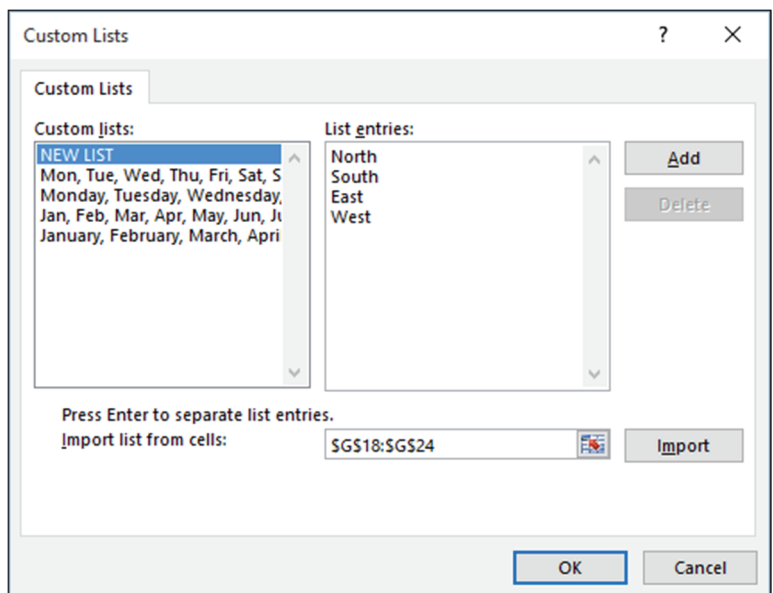 Custom Lists
?
Custom Lists
Custom lists:
NEW LIST
Mon, Tue, Wed, Thu, Fri, Sat, S
Monday, Tuesday, Wednesday,
Jan, Feb, Mar, Apr, May, Jun, Ju
January, February, March, Apri
List entries:
North
South
East
West
Add
Delete
Press Enter to separate list entries.
Import list from cells:
$G$18:$G$24
Import
OK
Cancel